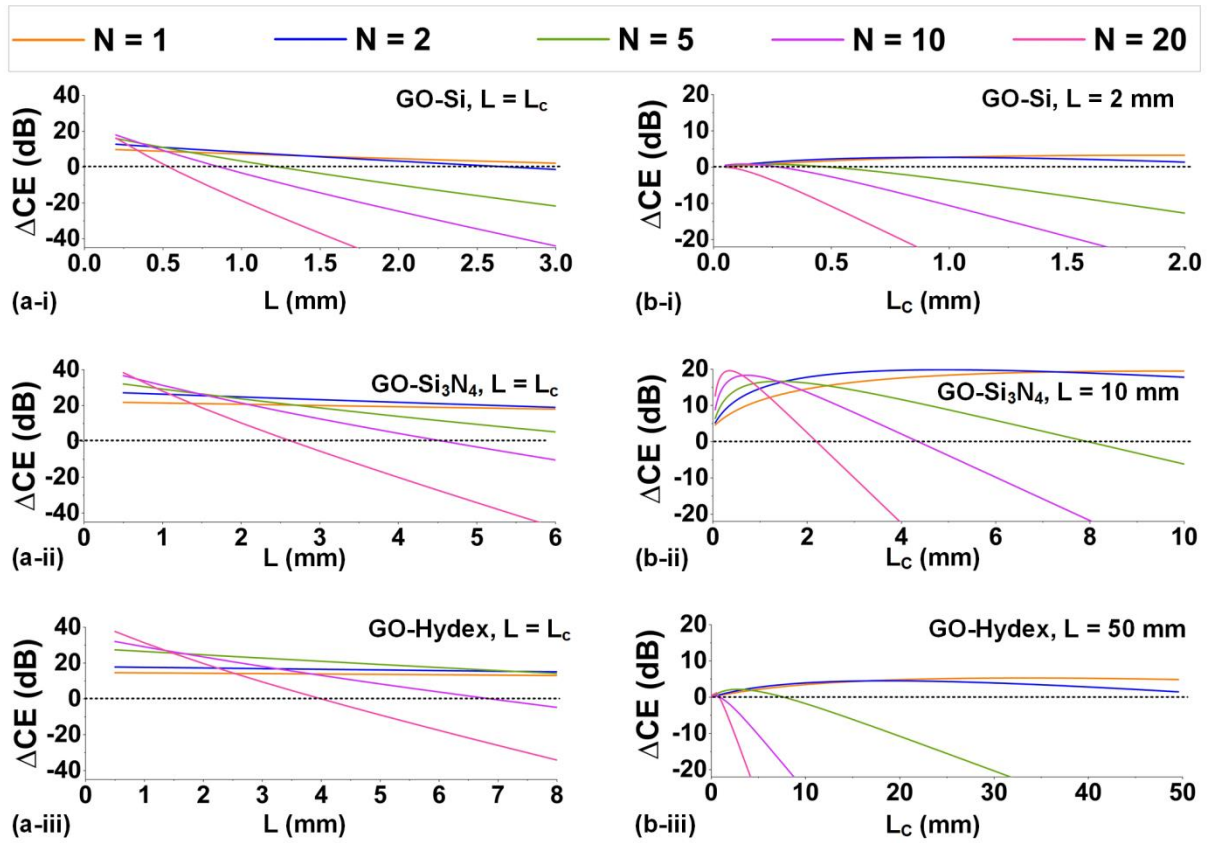 N = 1 N = 2 N = 5 N = 10 N = 20
GO-Si, L = Lc
ΔCE (dB)
40
20
0
-20
-40
0.0 0.5 1.0 1.5 2.0 2.5 3.0
L (mm)
(a-i)
GO-Si, L = 2 mm
ΔCE (dB)
20
10
0
-10
-20
0.0 0.5 1.0 1.5 2.0
Lc (mm)
(b-i)
GO-Si₃N₄, L = Lc
ΔCE (dB)
40
20
0
-20
-40
0 1 2 3 4 5 6
L (mm)
(a-ii)
GO-Si₃N₄, L = 10 mm
ΔCE (dB)
20
10
0
-10
-20
0 2 4 6 8 10
Lc (mm)
(b-ii)
GO-Hydex, L = Lc
ΔCE (dB)
40
20
0
-20
-40
0 1 2 3 4 5 6 7 8
L (mm)
(a-iii)
GO-Hydex, L = 50 mm
ΔCE (dB)
20
10
0
-10
-20
0 10 20 30 40 50
Lc (mm)
(b-iii)